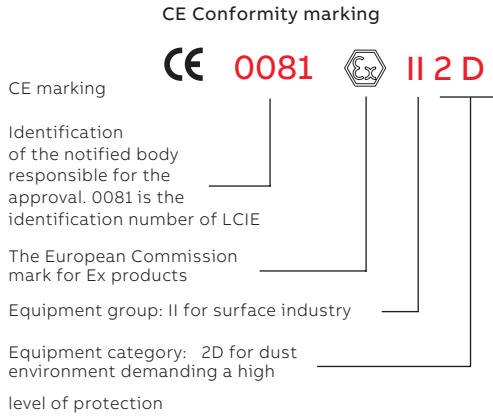 CE Conformity marking
CE 0081 Ex II 2 D
CE marking
Identification
of the notified body
responsible for the
approval. 0081 is the
identification number of LCIE
The European Commission
mark for Ex products
Equipment group: II for surface industry
Equipment category: 2D for dust
environment demanding a high
level of protection